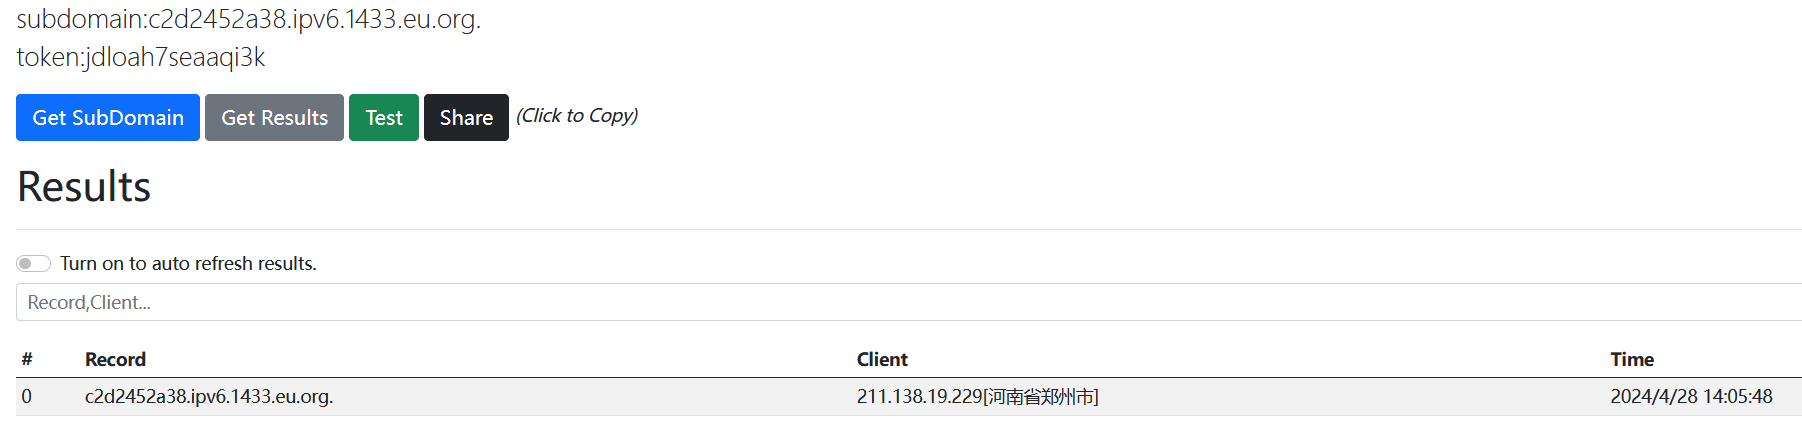 subdomain:c2d2452a38.ipv6.1433.eu.org.
token:jdloah7seaaqi3k
Get SubDomain Get Results Test Share (Click to Copy)
Results
Turn on to auto refresh results.
Record,Client...
# Record Client Time
0 c2d2452a38.ipv6.1433.eu.org. 211.138.19.229[河南省郑州市] 2024/4/28 14:05:48